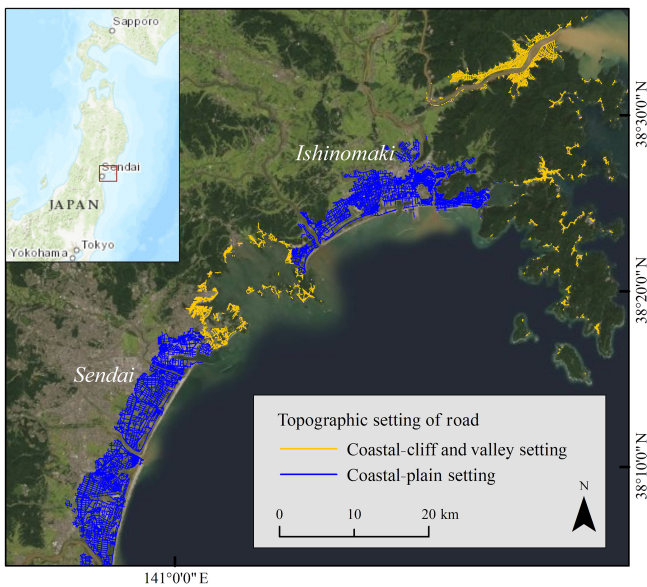 Sapporo
Sendai
JAPAN
Tokyo
Yokohama
Ishinomaki
Sendai
38°30'0"N
38°20'0"N
38°10'0"N
Topographic setting of road
Coastal-cliff and valley setting
Coastal-plain setting
0 10 20 km
N
141°0'0"E